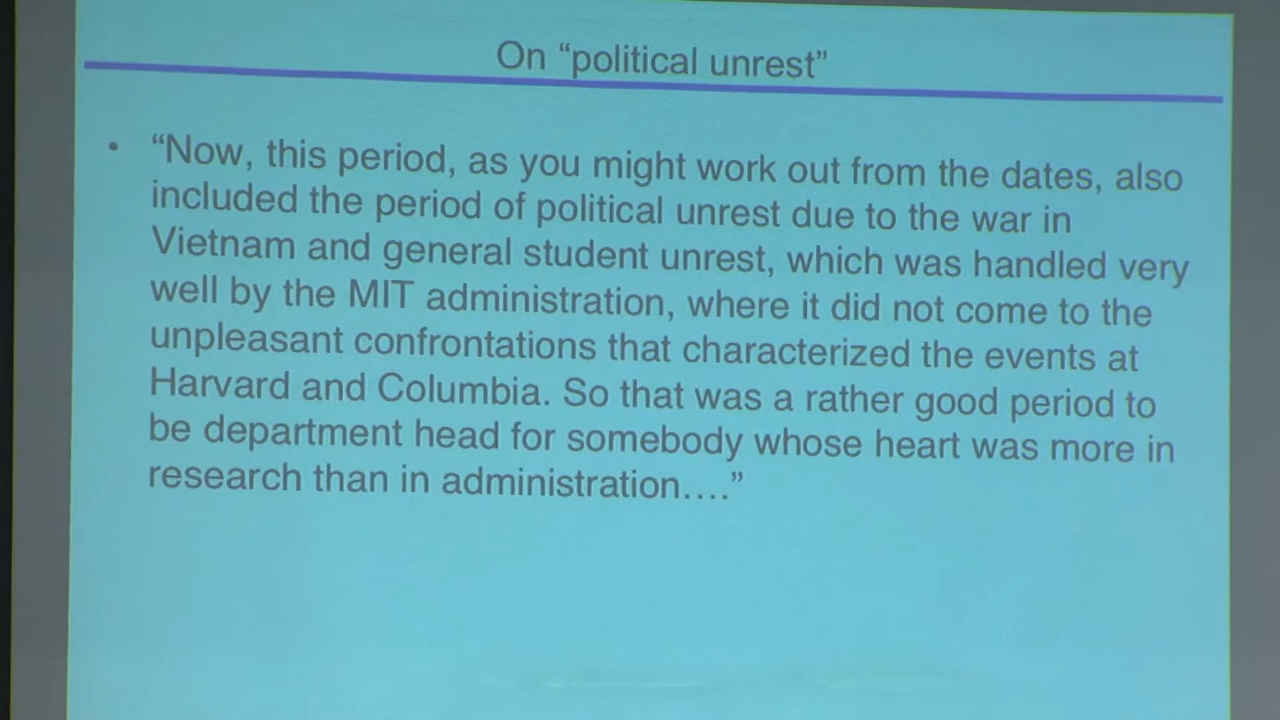 On “political unrest”
• “Now, this period, as you might work out from the dates, also
included the period of political unrest due to the war in
Vietnam and general student unrest, which was handled very
well by the MIT administration, where it did not come to the
unpleasant confrontations that characterized the events at
Harvard and Columbia. So that was a rather good period to
be department head for somebody whose heart was more in
research than in administration….”